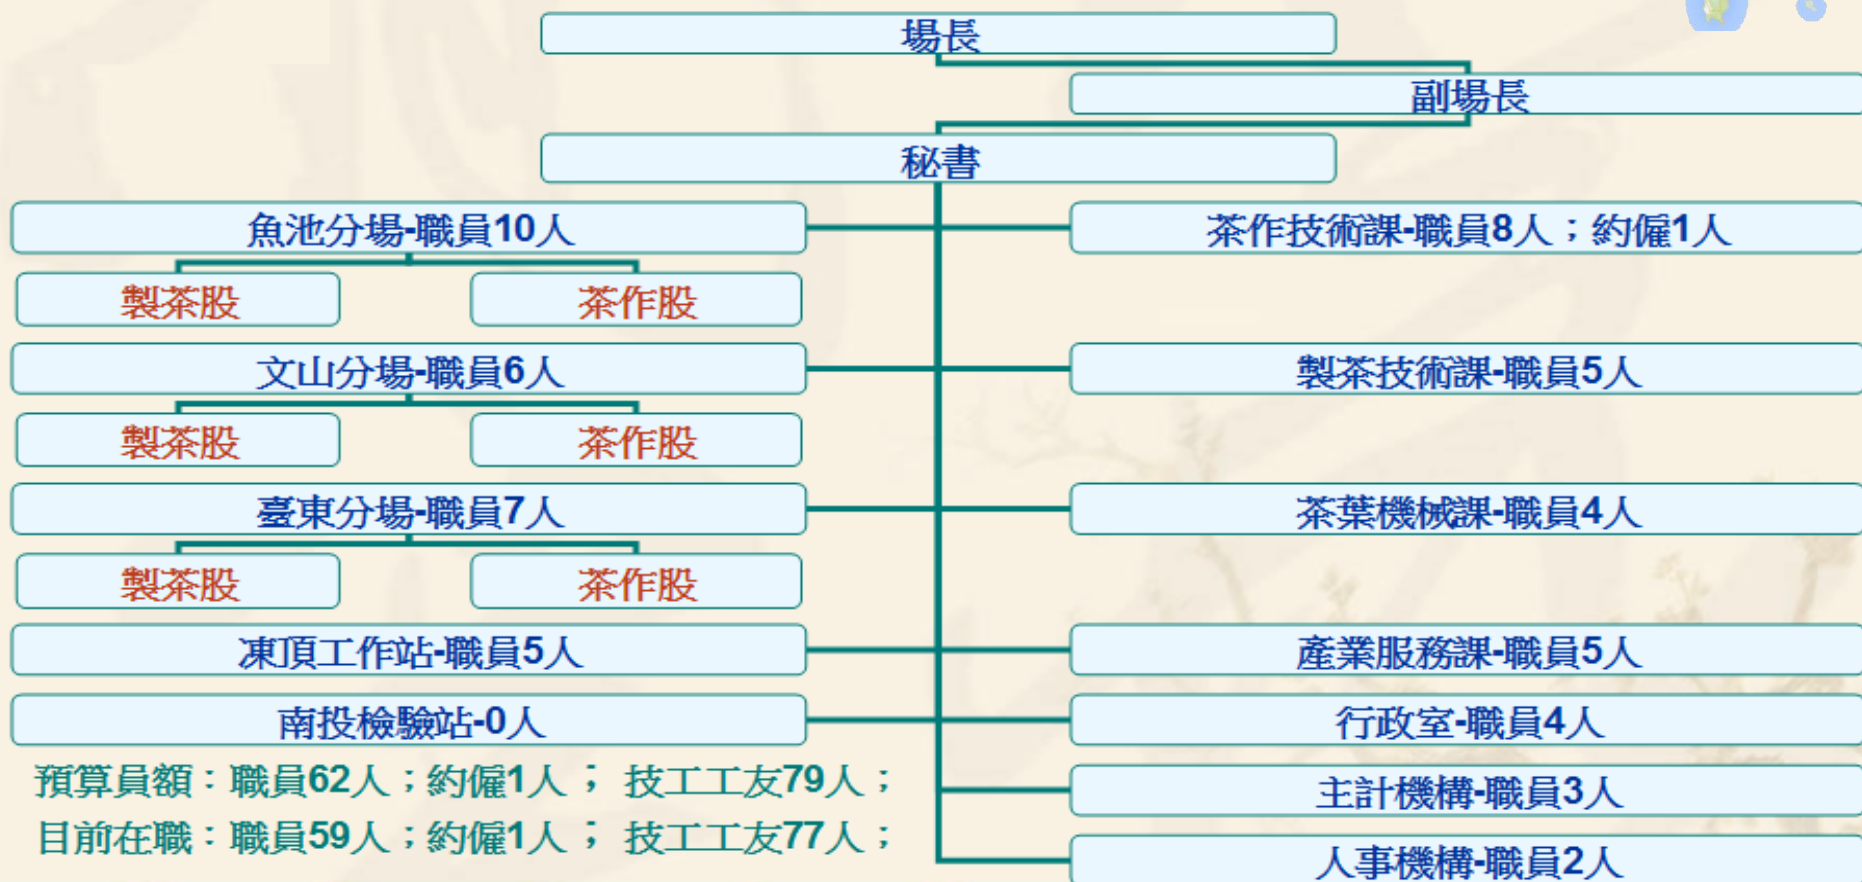 場長
副場長
秘書
魚池分場-職員10人
茶作技術課-職員8人；約僱1人
製茶股
茶作股
文山分場-職員6人
製茶技術課-職員5人
製茶股
茶作股
臺東分場-職員7人
茶葉機械課-職員4人
製茶股
茶作股
凍頂工作站-職員5人
產業服務課-職員5人
南投檢驗站-0人
行政室-職員4人
預算員額：職員62人；約僱1人； 技工工友79人；
主計機構-職員3人
目前在職：職員59人；約僱1人； 技工工友77人；
人事機構-職員2人